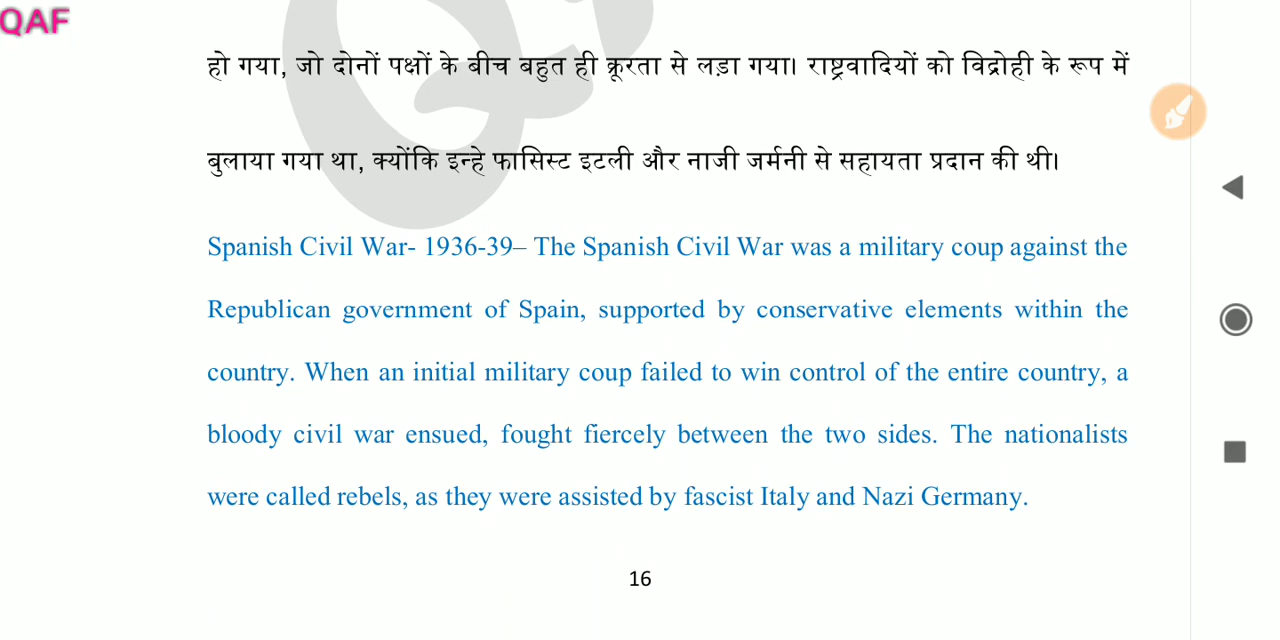 QAF
हो गया, जो दोनों पक्षों के बीच बहुत ही क्रूरता से लड़ा गया। राष्ट्रवादियों को विद्रोही के रूप में
बुलाया गया था, क्योंकि इन्हे फासिस्ट इटली और नाजी जर्मनी से सहायता प्रदान की थी।
Spanish Civil War- 1936-39– The Spanish Civil War was a military coup against the
Republican government of Spain, supported by conservative elements within the
country. When an initial military coup failed to win control of the entire country, a
bloody civil war ensued, fought fiercely between the two sides. The nationalists
were called rebels, as they were assisted by fascist Italy and Nazi Germany.
16